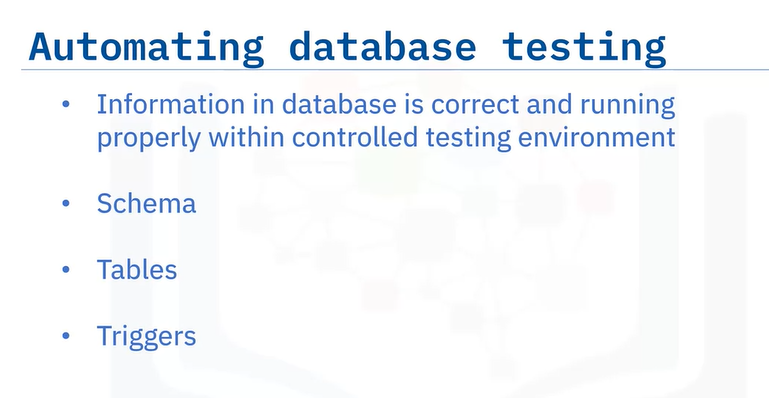 Automating database testing
• Information in database is correct and running
properly within controlled testing environment
• Schema
• Tables
• Triggers